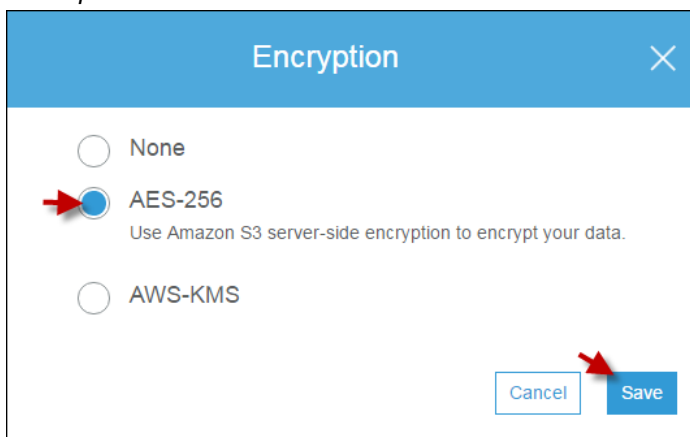 Encryption
None
AES-256
Use Amazon S3 server-side encryption to encrypt your data.
AWS-KMS
Cancel
Save